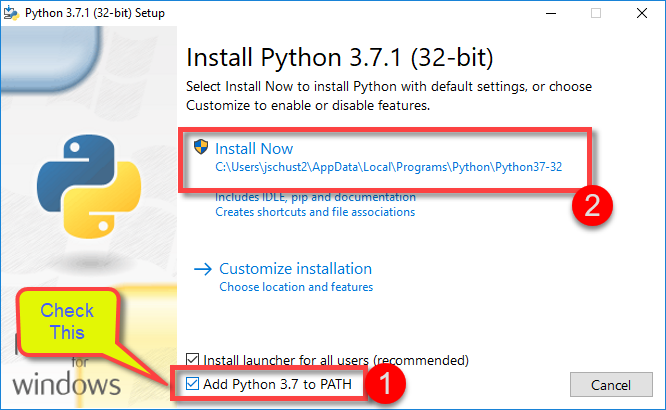 Python 3.7.1 (32-bit) Setup
Install Python 3.7.1 (32-bit)
Select Install Now to install Python with default settings, or choose
Customize to enable or disable features.
Install Now
C:\Users\jschust2\AppData\Local\Programs\Python\Python37-32
2
Includes IDLE, pip and documentation
Creates shortcuts and file associations
Customize installation
Choose location and features
Check
This
for
windows
Install launcher for all users (recommended)
Add Python 3.7 to PATH
1
Cancel